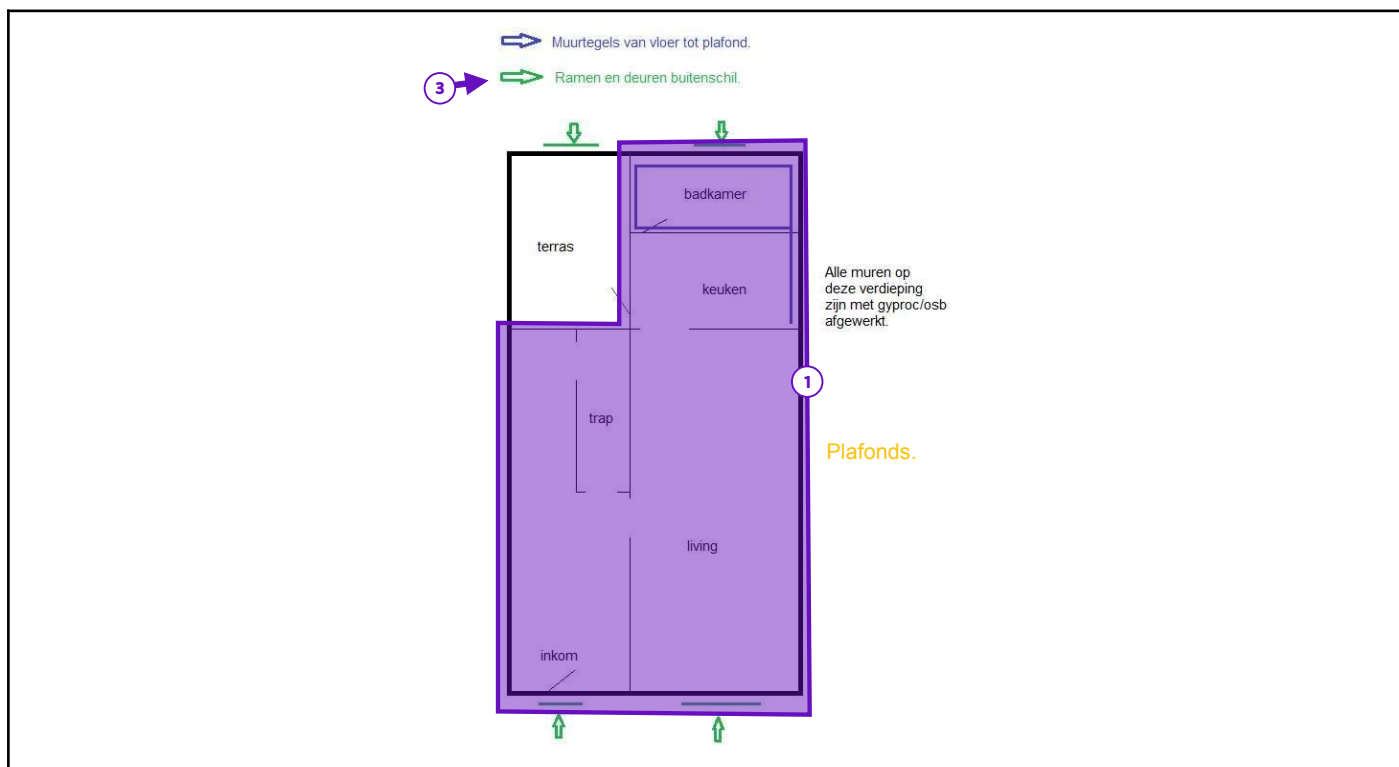 Muurtegels van vloer tot plafond.
3
Ramen en deuren buitenschil.
badkamer
terras
keuken
Alle muren op
deze verdieping
zijn met gyproc/osb
afgewerkt.
1
trap
Plafonds.
living
inkom